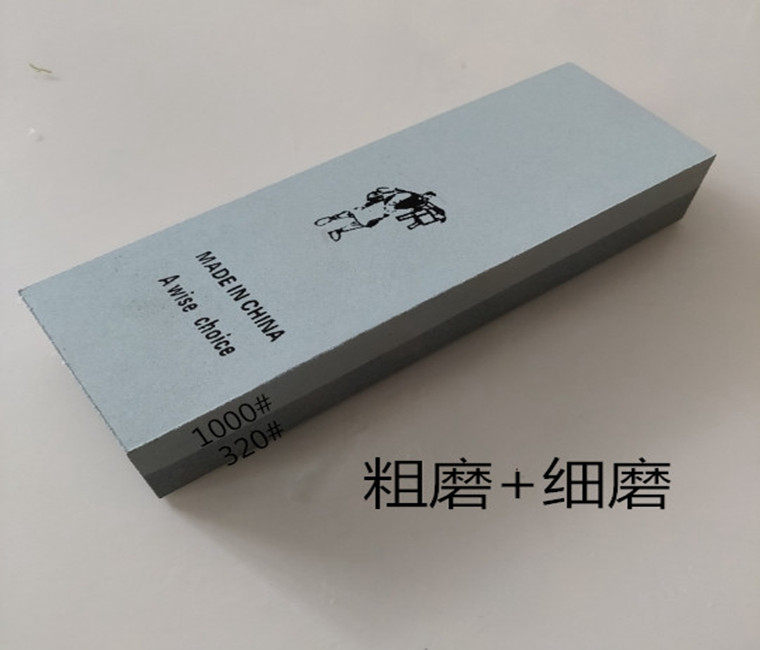 MADE IN CHINA
A wise choice
1000#
320#
粗磨+细磨